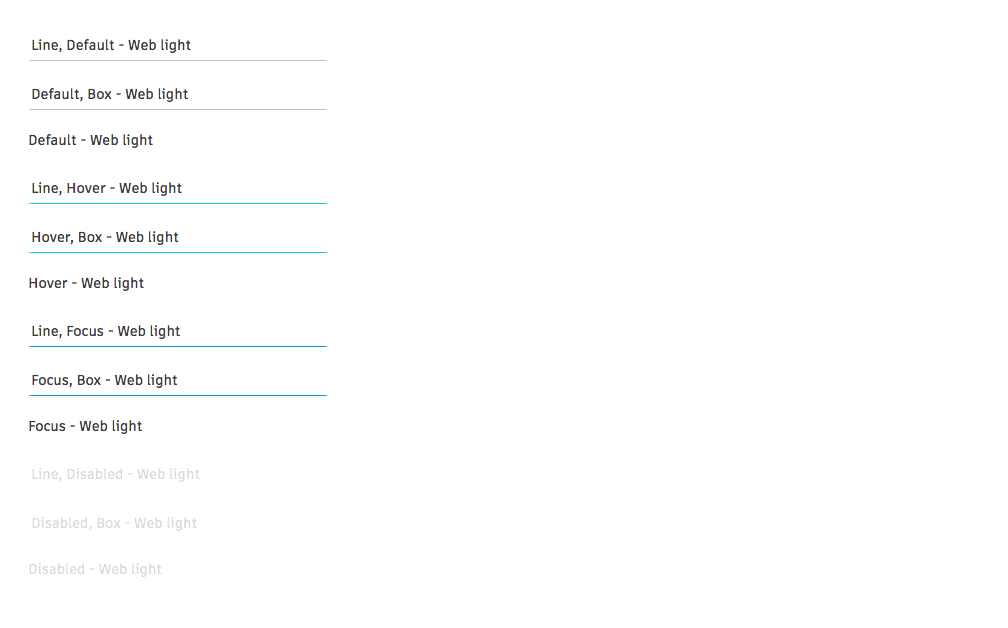 Line, Default - Web light
Default, Box - Web light
Default - Web light
Line, Hover - Web light
Hover, Box - Web light
Hover - Web light
Line, Focus - Web light
Focus, Box - Web light
Focus - Web light
Line, Disabled - Web light
Disabled, Box - Web light
Disabled - Web light